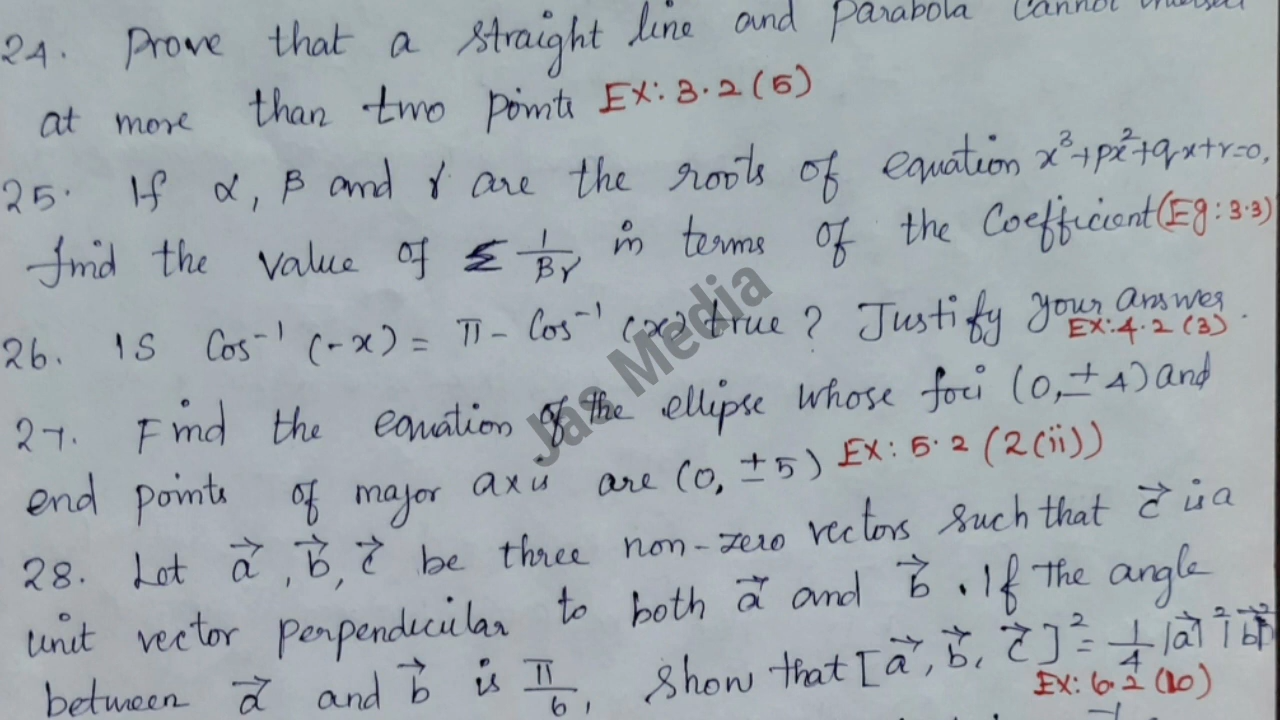 24. Prove that a straight line and parabola cannot
at more than two points Ex: 3.2 (5)
25. If α, β and γ are the roots of equation x³+px²+qx+r=0,
find the value of Σ 1/βγ in terms of the Coefficient (Eg: 3.3)
26. Is Cos⁻¹ (-x) = π - Cos⁻¹ (x) true? Justify your answer.
Ex: 4.2 (3)
27. Find the equation of the ellipse whose foci (0, ±4) and
end points of major axis are (0, ±5) Ex: 5.2 (2(ii))
28. Let a⃗, b⃗, c⃗ be three non-zero vectors such that c⃗ is a
unit vector perpendicular to both a⃗ and b⃗. If the angle
between a⃗ and b⃗ is π/6, show that [a⃗, b⃗, c⃗]² = 1/4 |a⃗|² |b⃗|²
Ex: 6.2 (10)
Jas Media